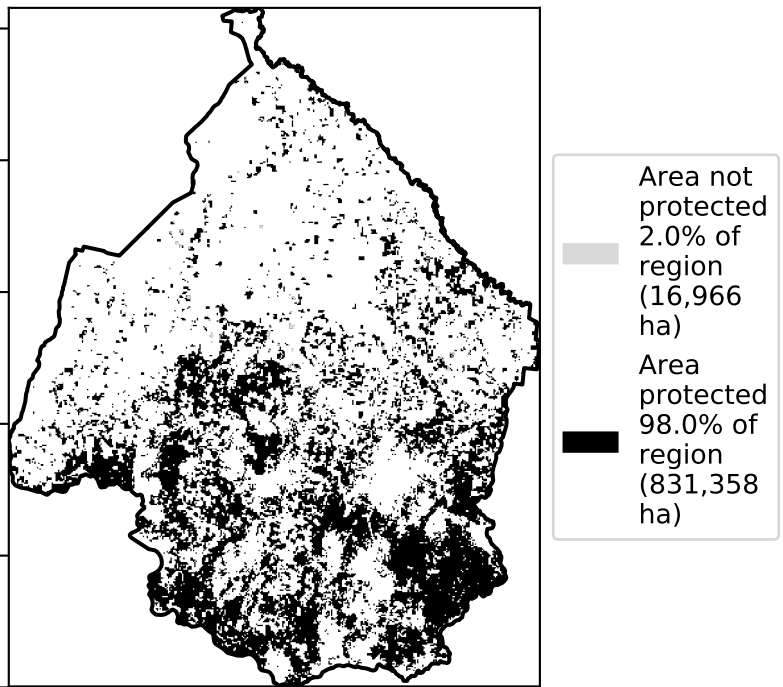 Area not
protected
2.0% of
region
(16,966
ha)
Area
protected
98.0% of
region
(831,358
ha)